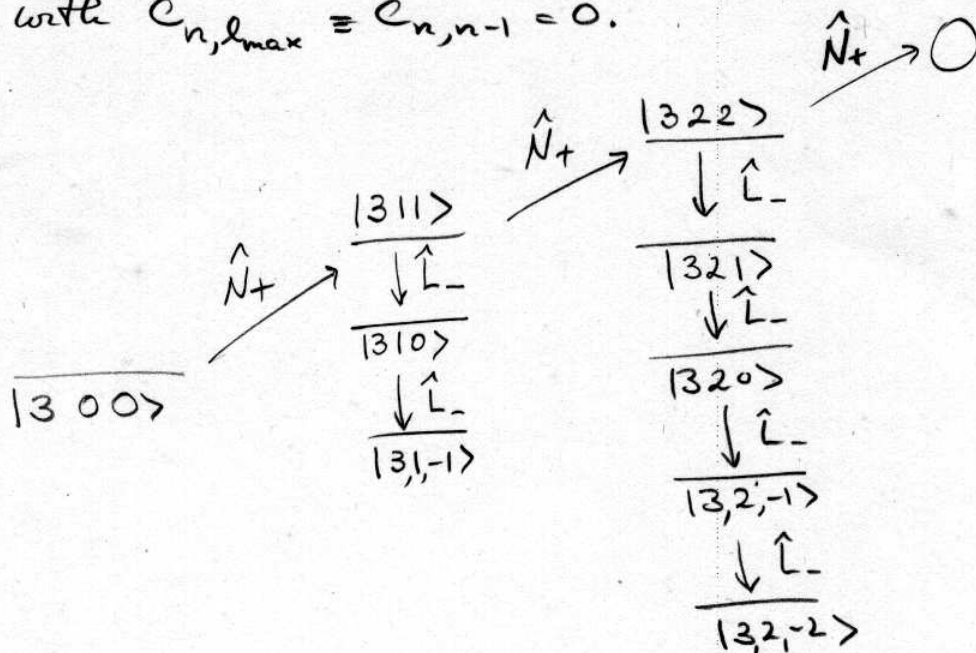 with C_{n,l_max} ≡ C_{n,n-1} = 0.
N̂+ O
|322>
N̂+
L̂-
|311>
|321>
N̂+
L̂-
L̂-
|310>
|320>
|300>
L̂-
L̂-
|3,1,-1>
|3,2,-1>
L̂-
|3,2,-2>